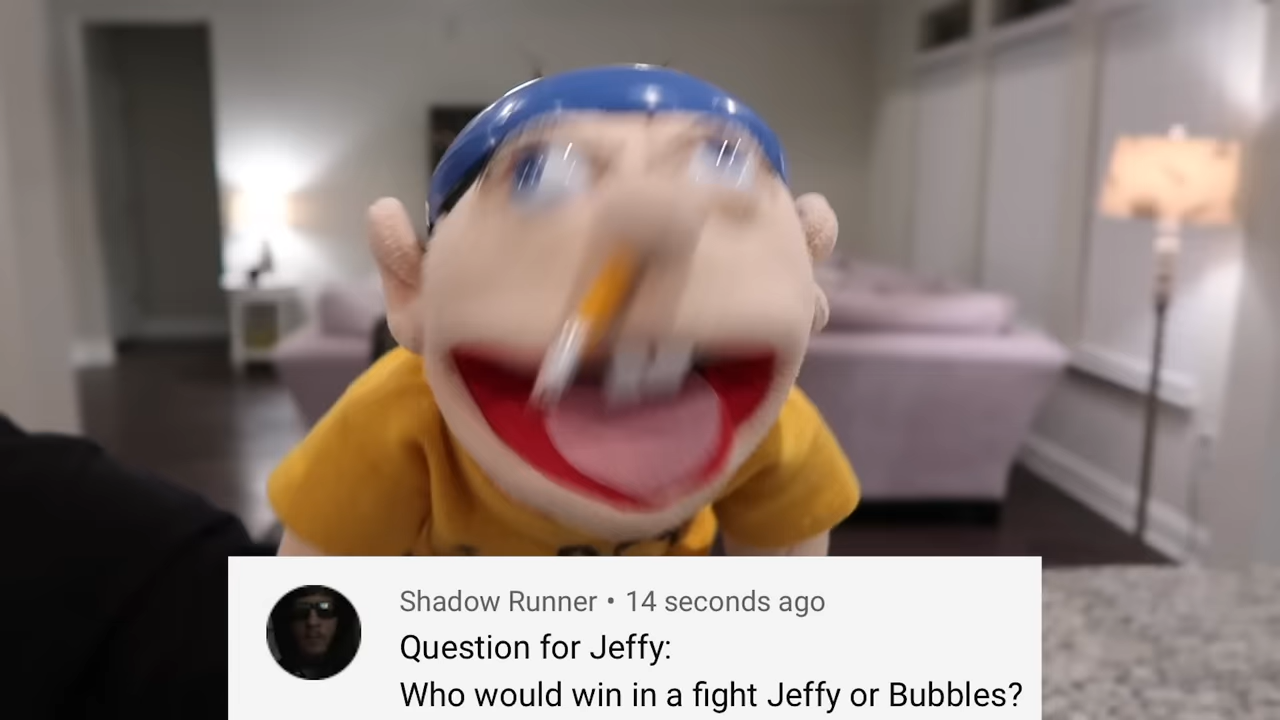 Shadow Runner • 14 seconds ago
Question for Jeffy:
Who would win in a fight Jeffy or Bubbles?